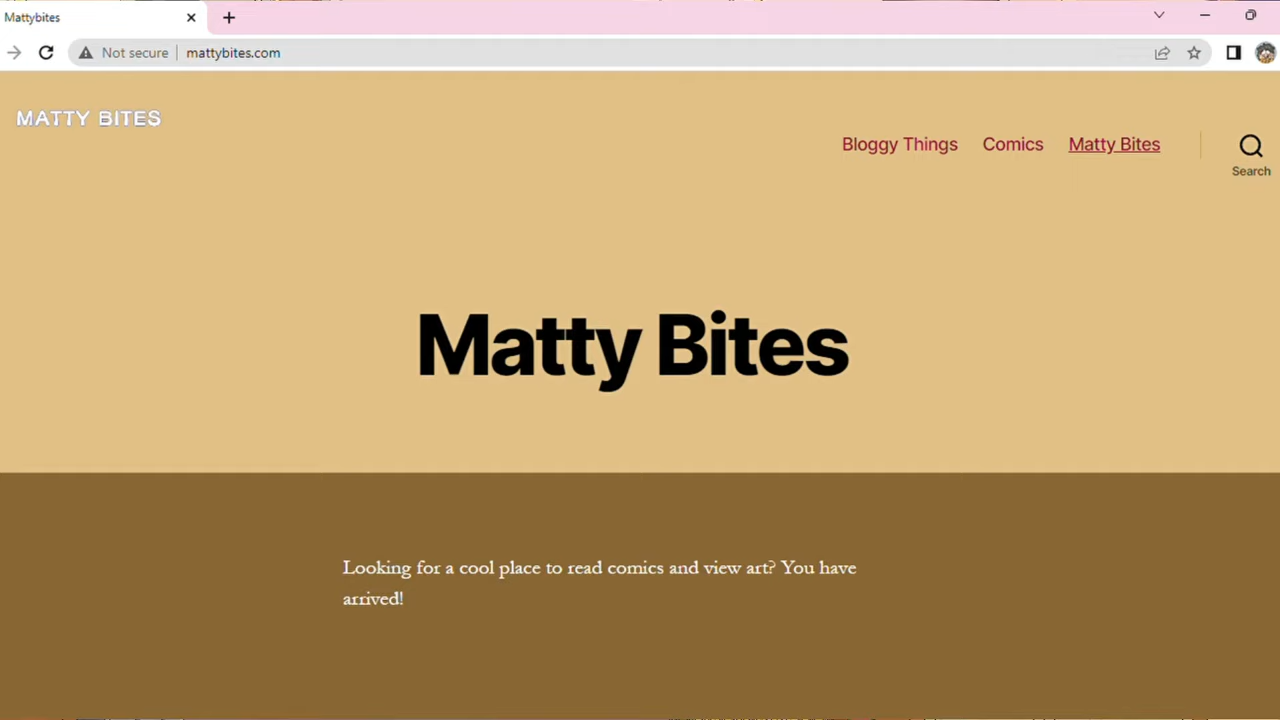 Mattybites
Not secure mattybites.com
MATTY BITES
Bloggy Things Comics Matty Bites
Search
Matty Bites
Looking for a cool place to read comics and view art? You have
arrived!